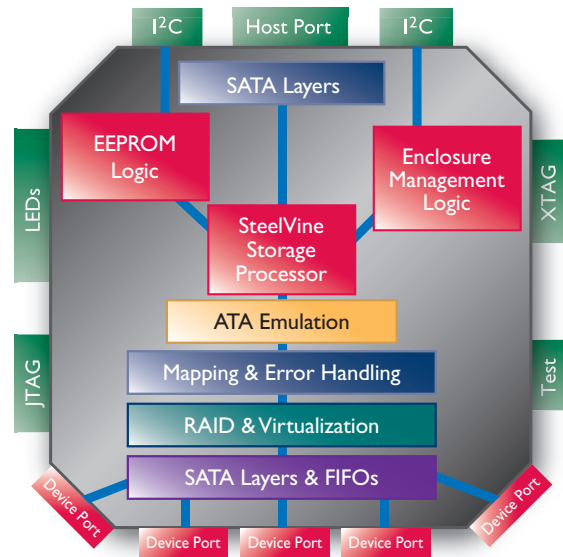 I²C
Host Port
I²C
SATA Layers
EEPROM
Logic
Enclosure
Management
Logic
LEDs
XTAG
SteelVine
Storage
Processor
ATA Emulation
JTAG
Mapping & Error Handling
Test
RAID & Virtualization
SATA Layers & FIFOs
Device Port
Device Port
Device Port
Device Port
Device Port